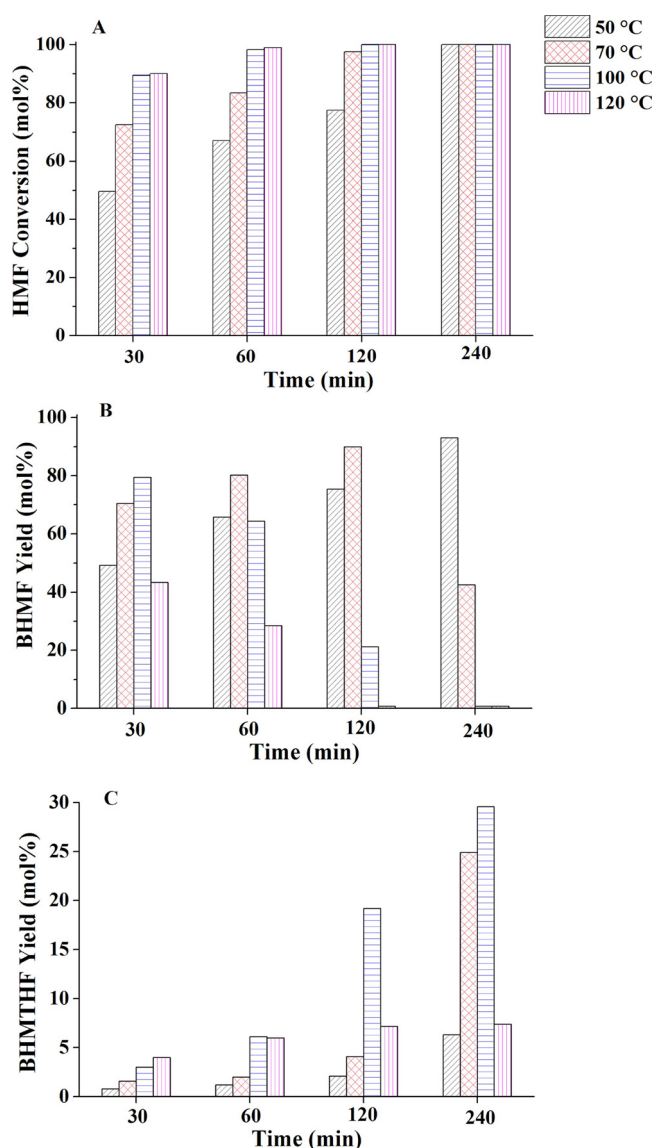 A
50 °C
70 °C
100 °C
120 °C
HMF Conversion (mol%)
100
80
60
40
20
0
30 60 120 240
Time (min)
B
BHMF Yield (mol%)
100
80
60
40
20
0
30 60 120 240
Time (min)
C
BHMTHF Yield (mol%)
30
25
20
15
10
5
0
30 60 120 240
Time (min)